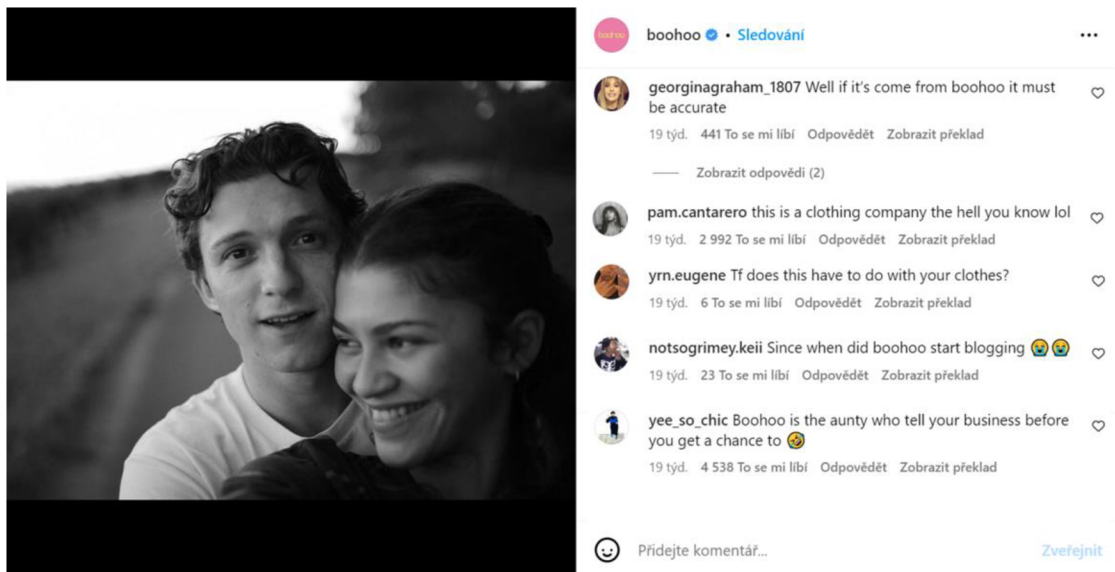 boohoo
boohoo • Sledování
georginagraham_1807 Well if it's come from boohoo it must
be accurate
19 týd. 441 To se mi líbí Odpovědět Zobrazit překlad
Zobrazit odpovědi (2)
pam.cantarero this is a clothing company the hell you know lol
19 týd. 2 992 To se mi líbí Odpovědět Zobrazit překlad
yrn.eugene Tf does this have to do with your clothes?
19 týd. 6 To se mi líbí Odpovědět Zobrazit překlad
notsogrimey.keii Since when did boohoo start blogging 😭😭
19 týd. 23 To se mi líbí Odpovědět Zobrazit překlad
yee_so_chic Boohoo is the aunty who tell your business before
you get a chance to 🤣
19 týd. 4 538 To se mi líbí Odpovědět Zobrazit překlad
Přidejte komentář... Zveřejnit